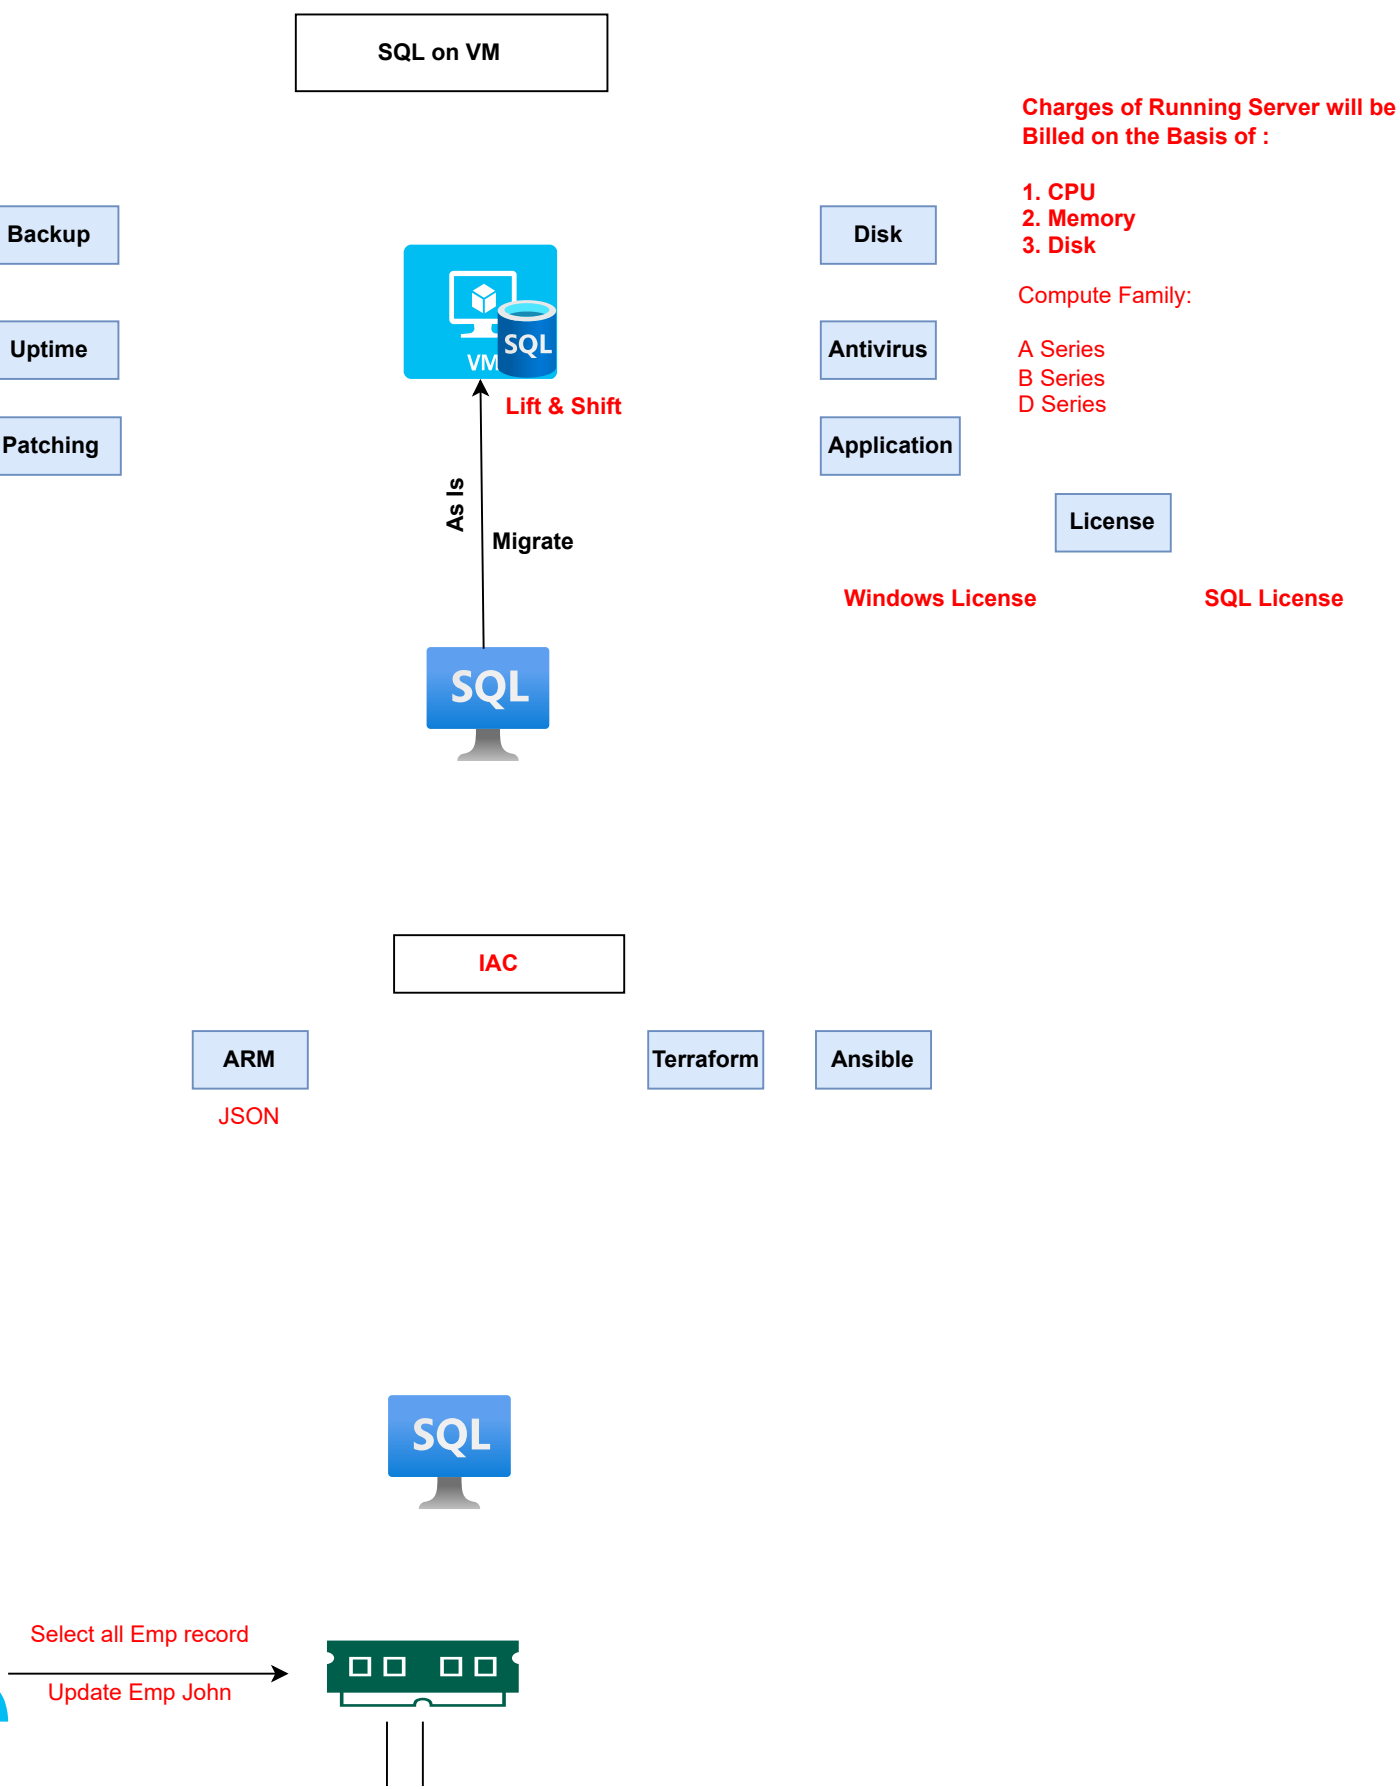 SQL on VM
Charges of Running Server will be
Billed on the Basis of :
1. CPU
2. Memory
3. Disk
Backup
Disk
Compute Family:
Uptime
VM
SQL
Antivirus
A Series
B Series
D Series
Lift & Shift
Patching
Application
As Is
Migrate
License
Windows License
SQL License
SQL
IAC
ARM
Terraform
Ansible
JSON
SQL
Select all Emp record
Update Emp John